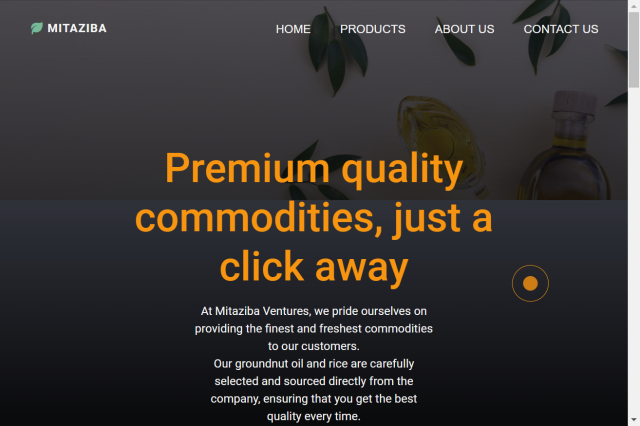 MITAZIBA
HOME PRODUCTS ABOUT US CONTACT US
Premium quality
commodities, just a
click away
At Mitaziba Ventures, we pride ourselves on
providing the finest and freshest commodities
to our customers.
Our groundnut oil and rice are carefully
selected and sourced directly from the
company, ensuring that you get the best
quality every time.